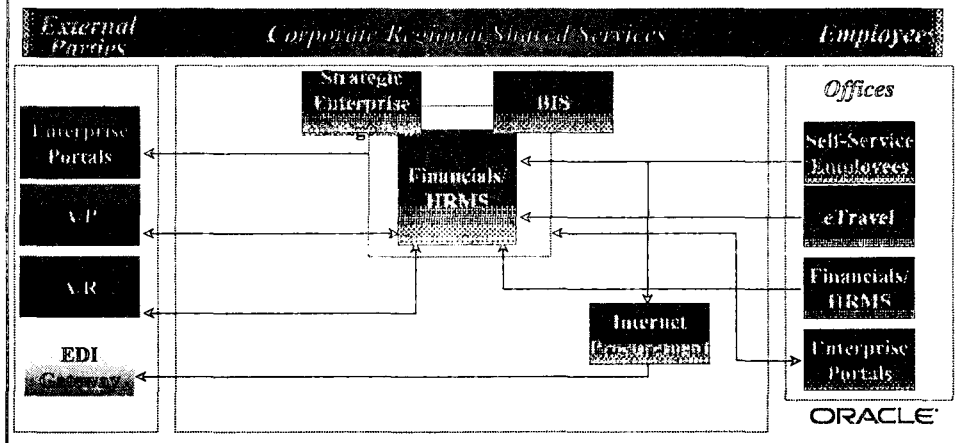 External
Parties
Corporate Regional Shared Services
Employees
Strategic
Enterprise
BIS
Offices
Enterprise
Portals
Self-Service
Employees
Financials/
HRMS
A/P
eTravel
A/R
Financials/
HRMS
Internet
Procurement
EDI
Gateway
Enterprise
Portals
ORACLE